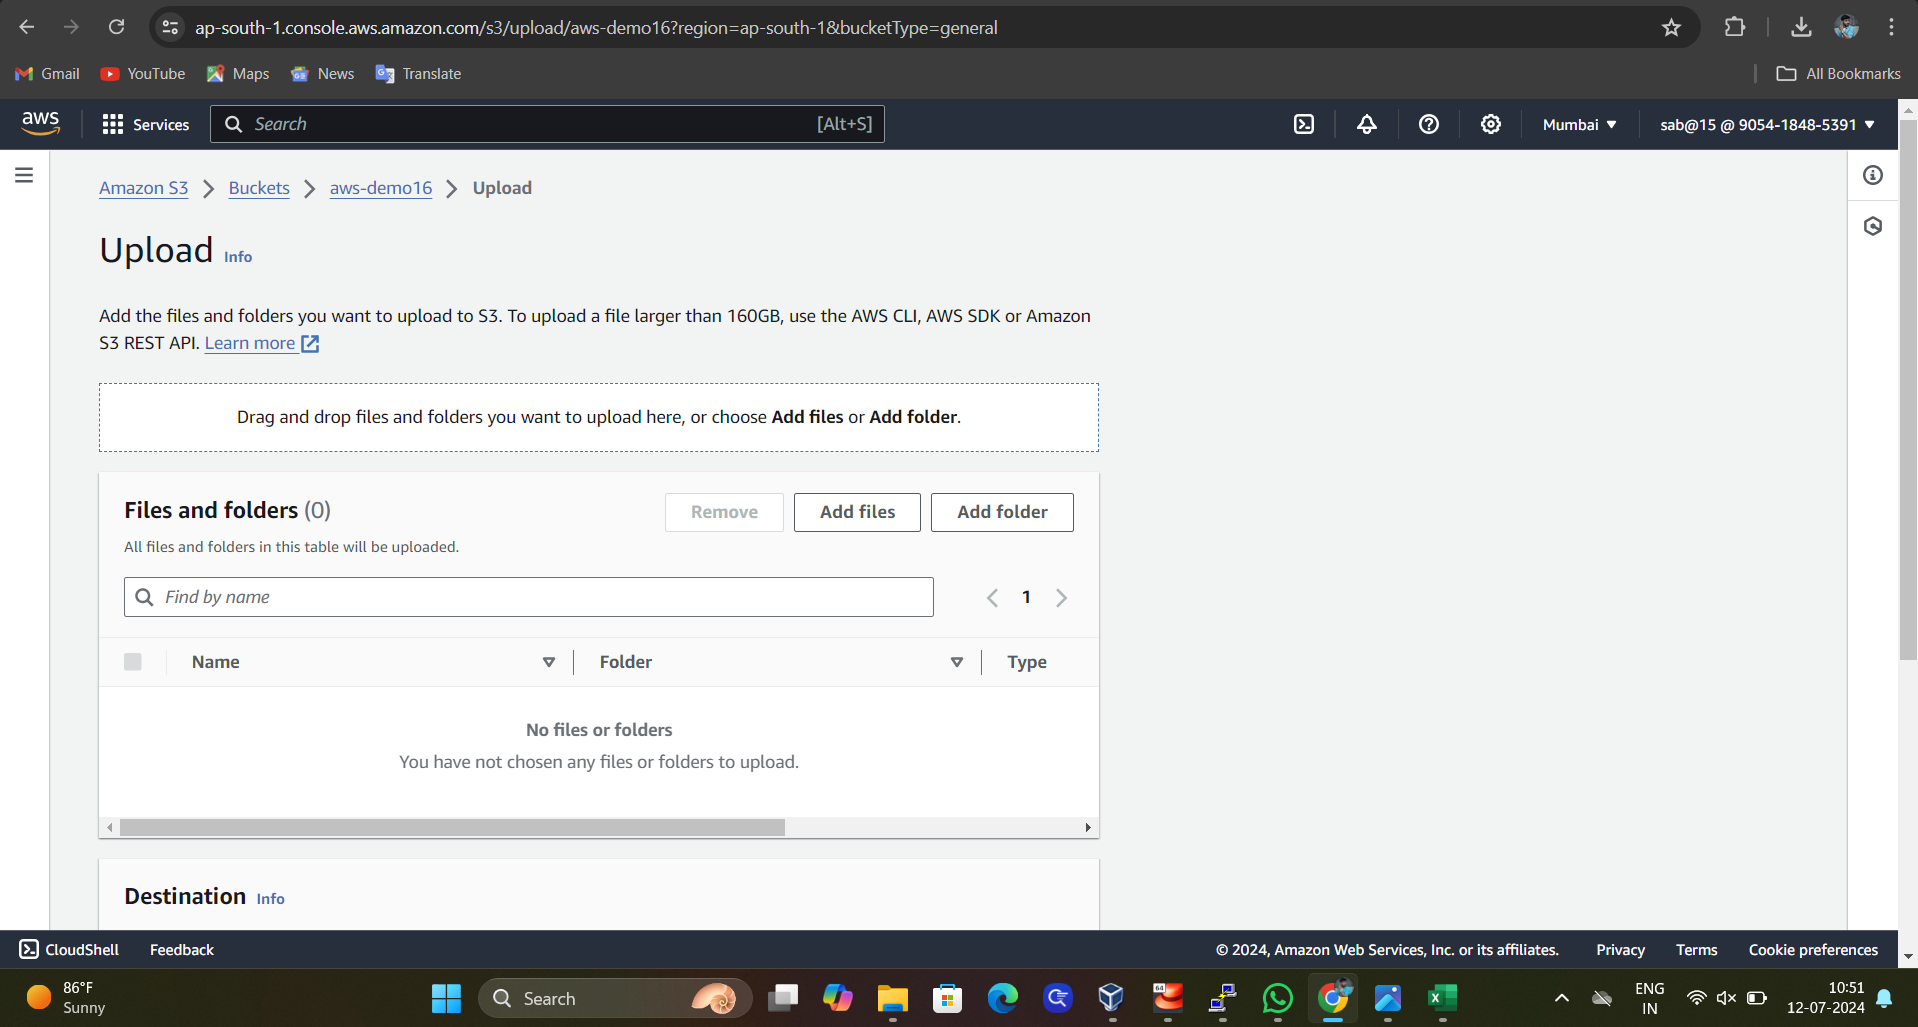 ap-south-1.console.aws.amazon.com/s3/upload/aws-demo16?region=ap-south-1&bucketType=general
Gmail YouTube Maps News Translate All Bookmarks
aws Services Search [Alt+S] Mumbai sab@15 @ 9054-1848-5391
Amazon S3 Buckets aws-demo16 Upload
Upload Info
Add the files and folders you want to upload to S3. To upload a file larger than 160GB, use the AWS CLI, AWS SDK or Amazon
S3 REST API. Learn more
Drag and drop files and folders you want to upload here, or choose Add files or Add folder.
Files and folders (0) Remove Add files Add folder
All files and folders in this table will be uploaded.
Find by name 1
Name Folder Type
No files or folders
You have not chosen any files or folders to upload.
Destination Info
CloudShell Feedback © 2024, Amazon Web Services, Inc. or its affiliates. Privacy Terms Cookie preferences
86°F
Sunny
Search
64
ENG
IN
10:51
12-07-2024